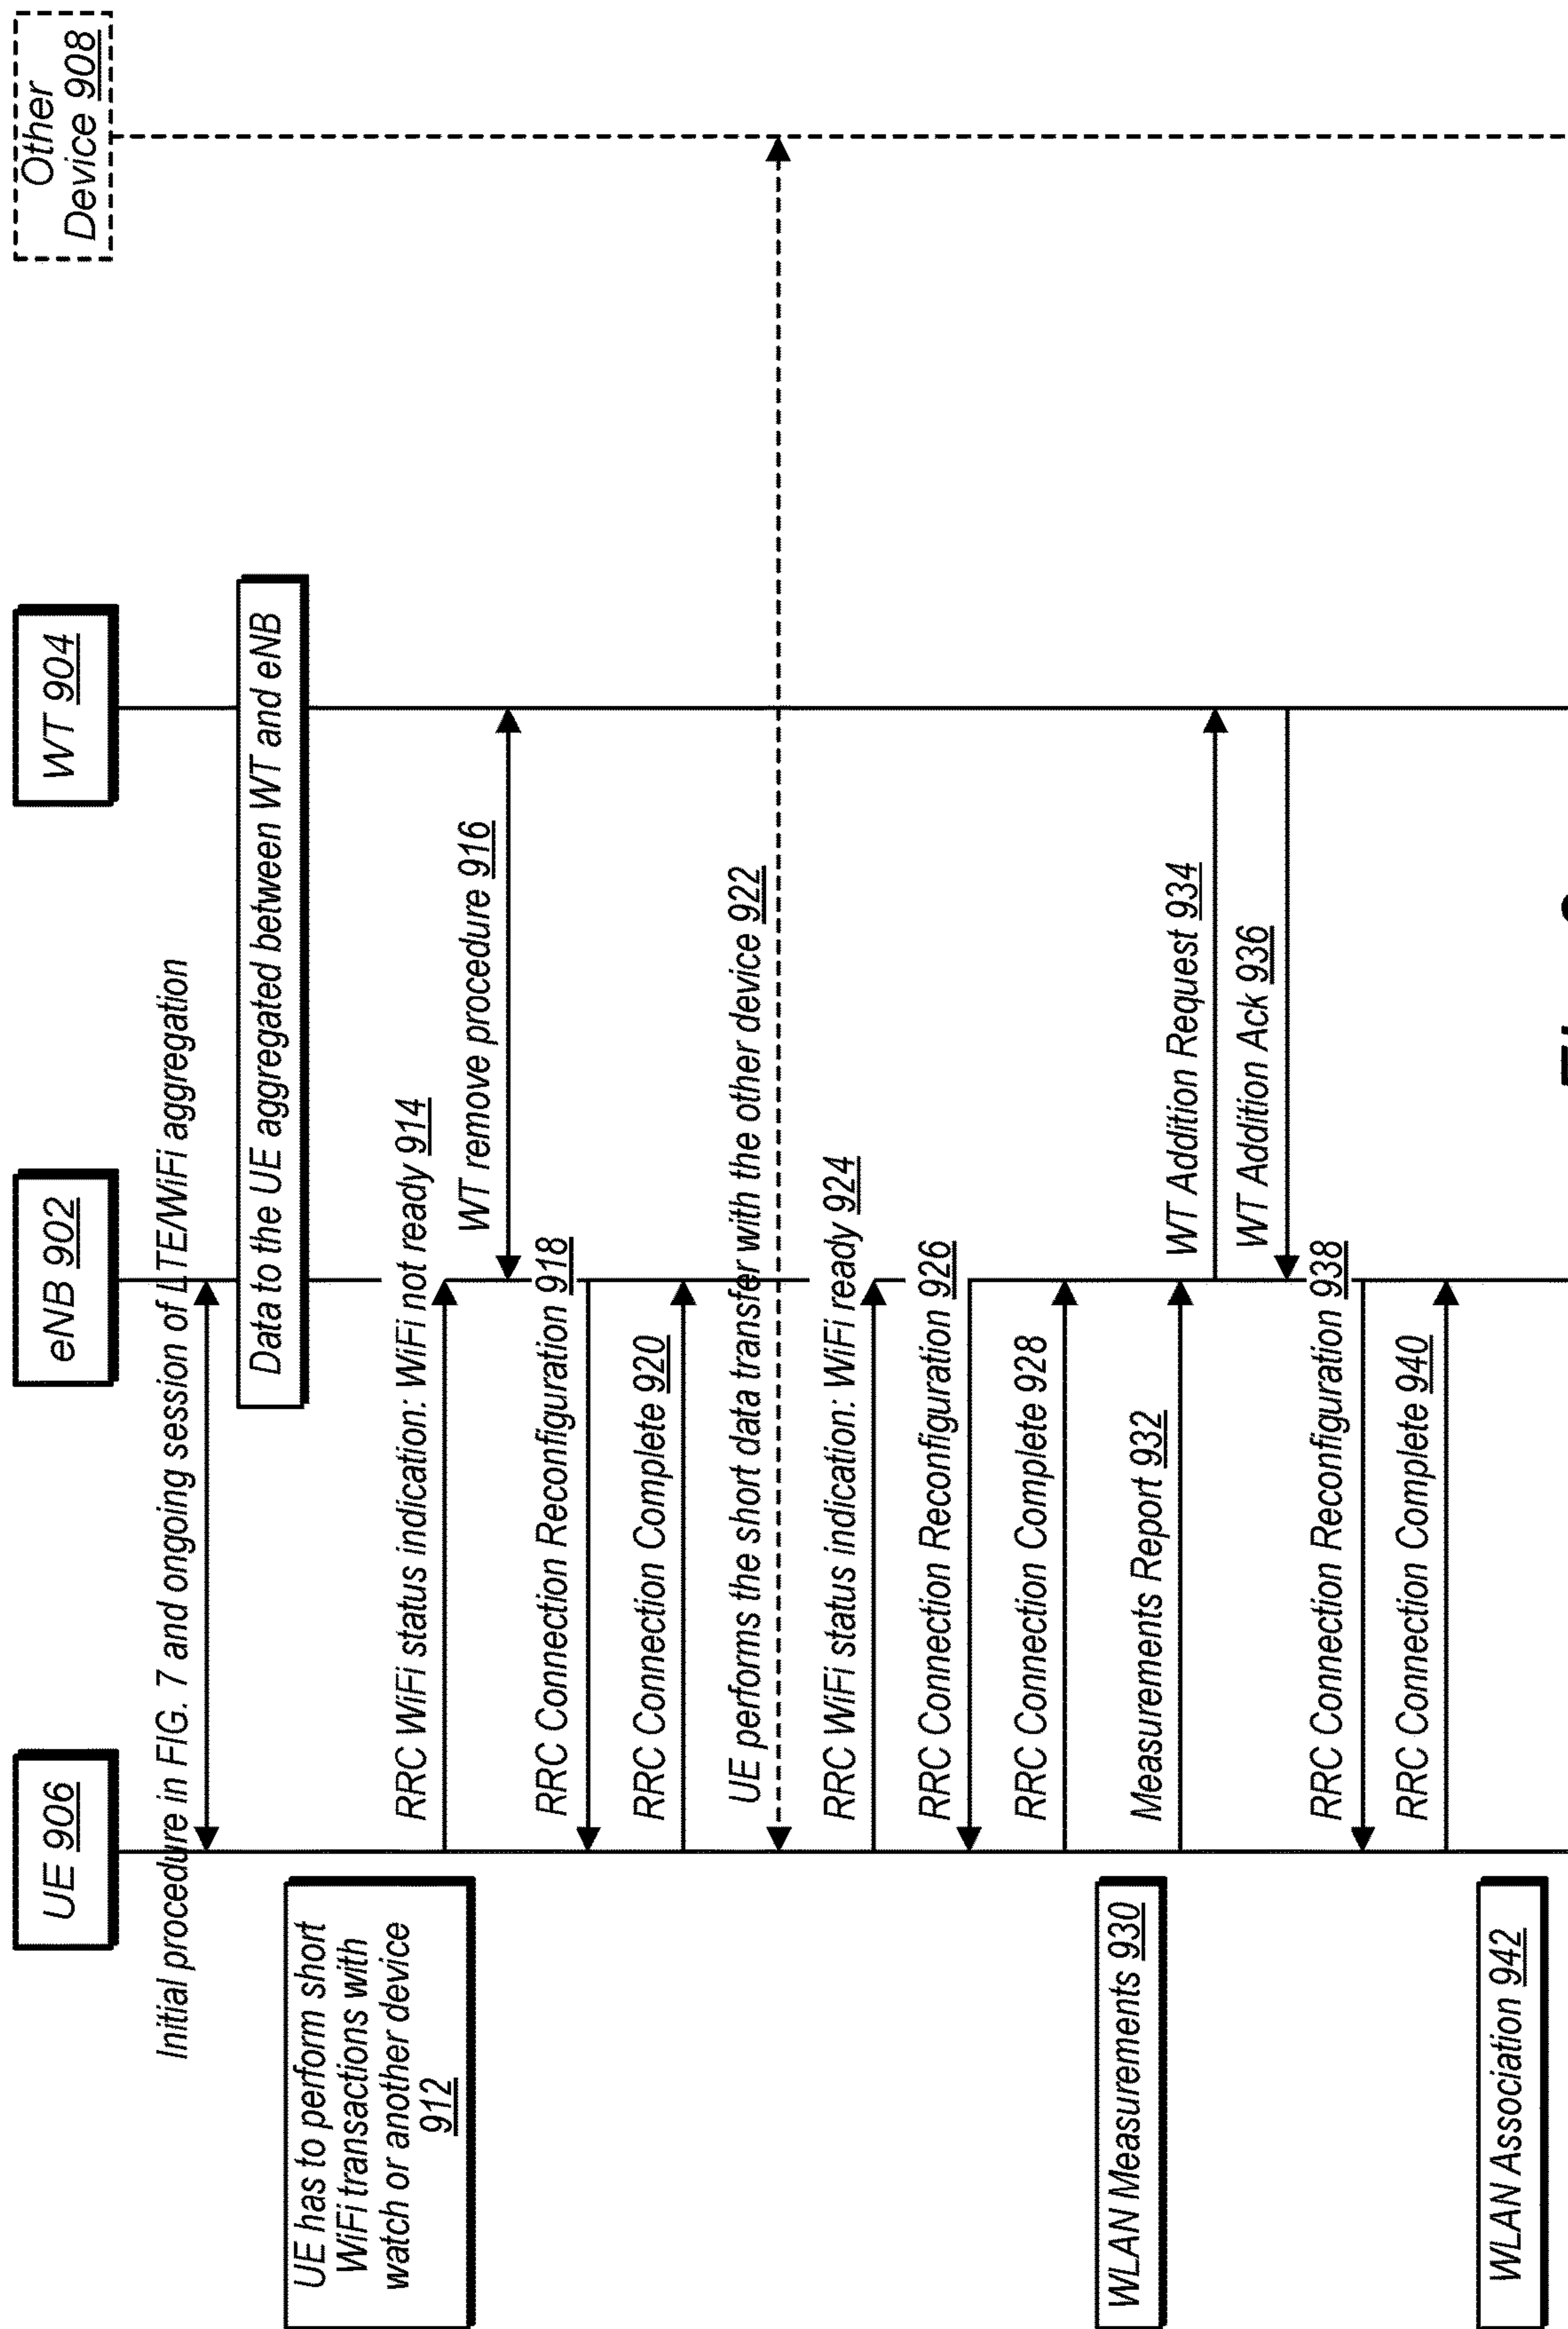 UE 906
eNB 902
WT 904
Other
Device 908
Initial procedure in FIG. 7 and ongoing session of LTE/WiFi aggregation
Data to the UE aggregated between WT and eNB
UE has to perform short
WiFi transactions with
watch or another device
912
RRC WiFi status indication: WiFi not ready 914
WT remove procedure 916
RRC Connection Reconfiguration 918
RRC Connection Complete 920
UE performs the short data transfer with the other device 922
RRC WiFi status indication: WiFi ready 924
RRC Connection Reconfiguration 926
RRC Connection Complete 928
WLAN Measurements 930
Measurements Report 932
WT Addition Request 934
WT Addition Ack 936
RRC Connection Reconfiguration 938
RRC Connection Complete 940
WLAN Association 942